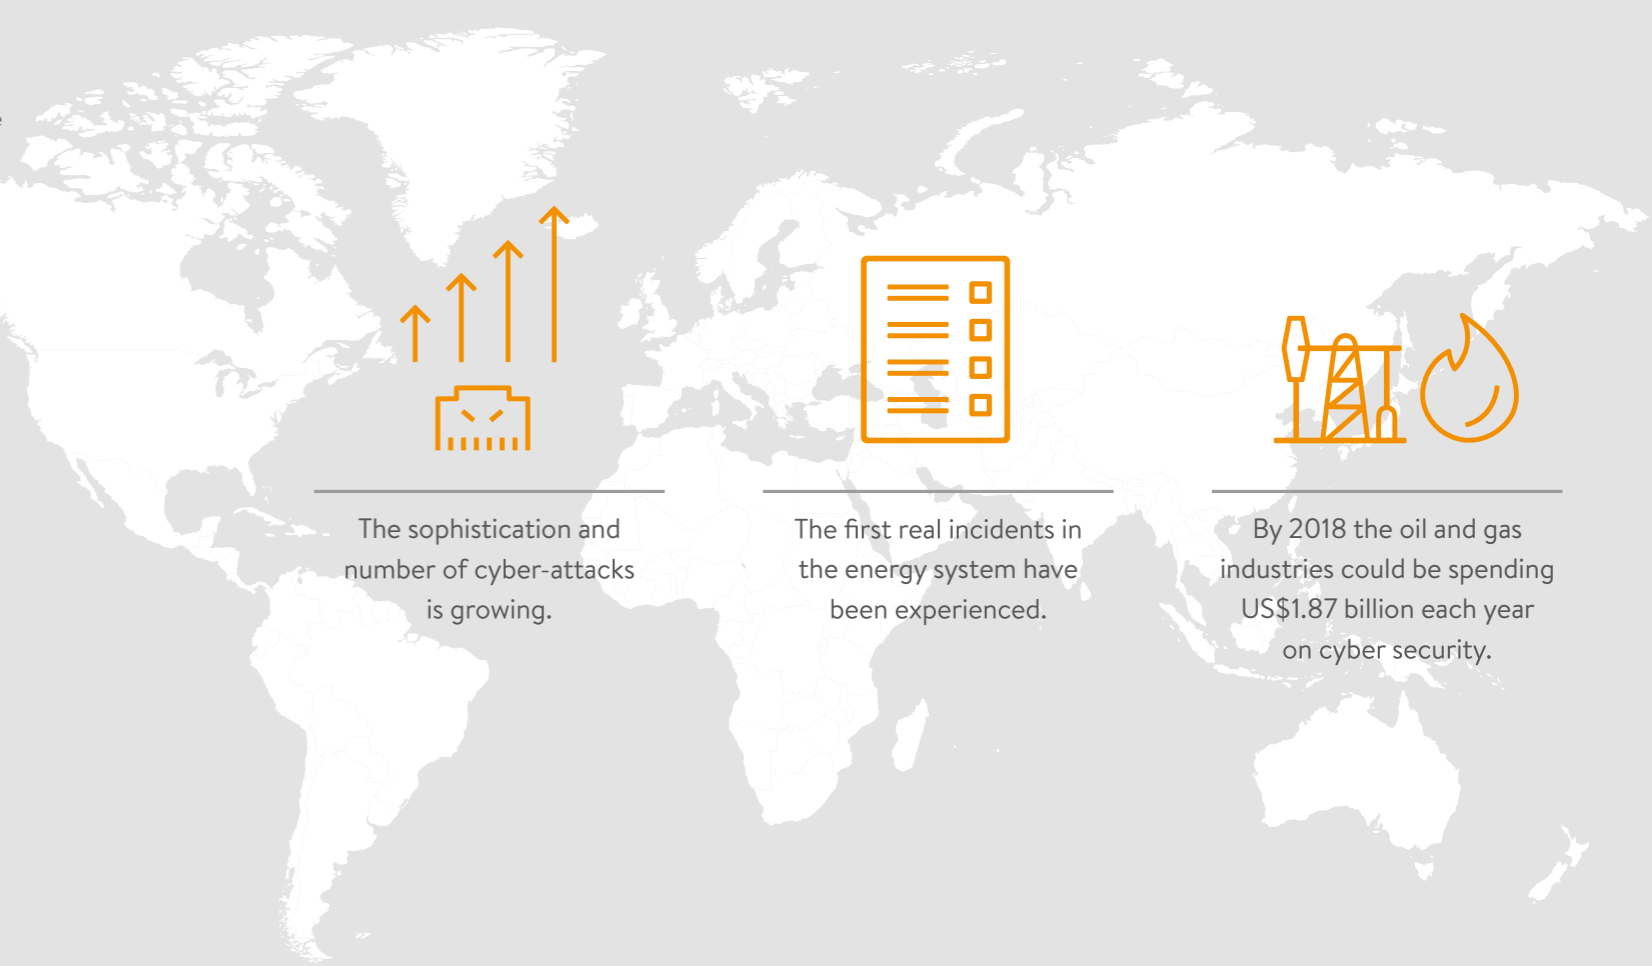 The sophistication and
number of cyber-attacks
is growing.
The first real incidents in
the energy system have
been experienced.
By 2018 the oil and gas
industries could be spending
US$1.87 billion each year
on cyber security.